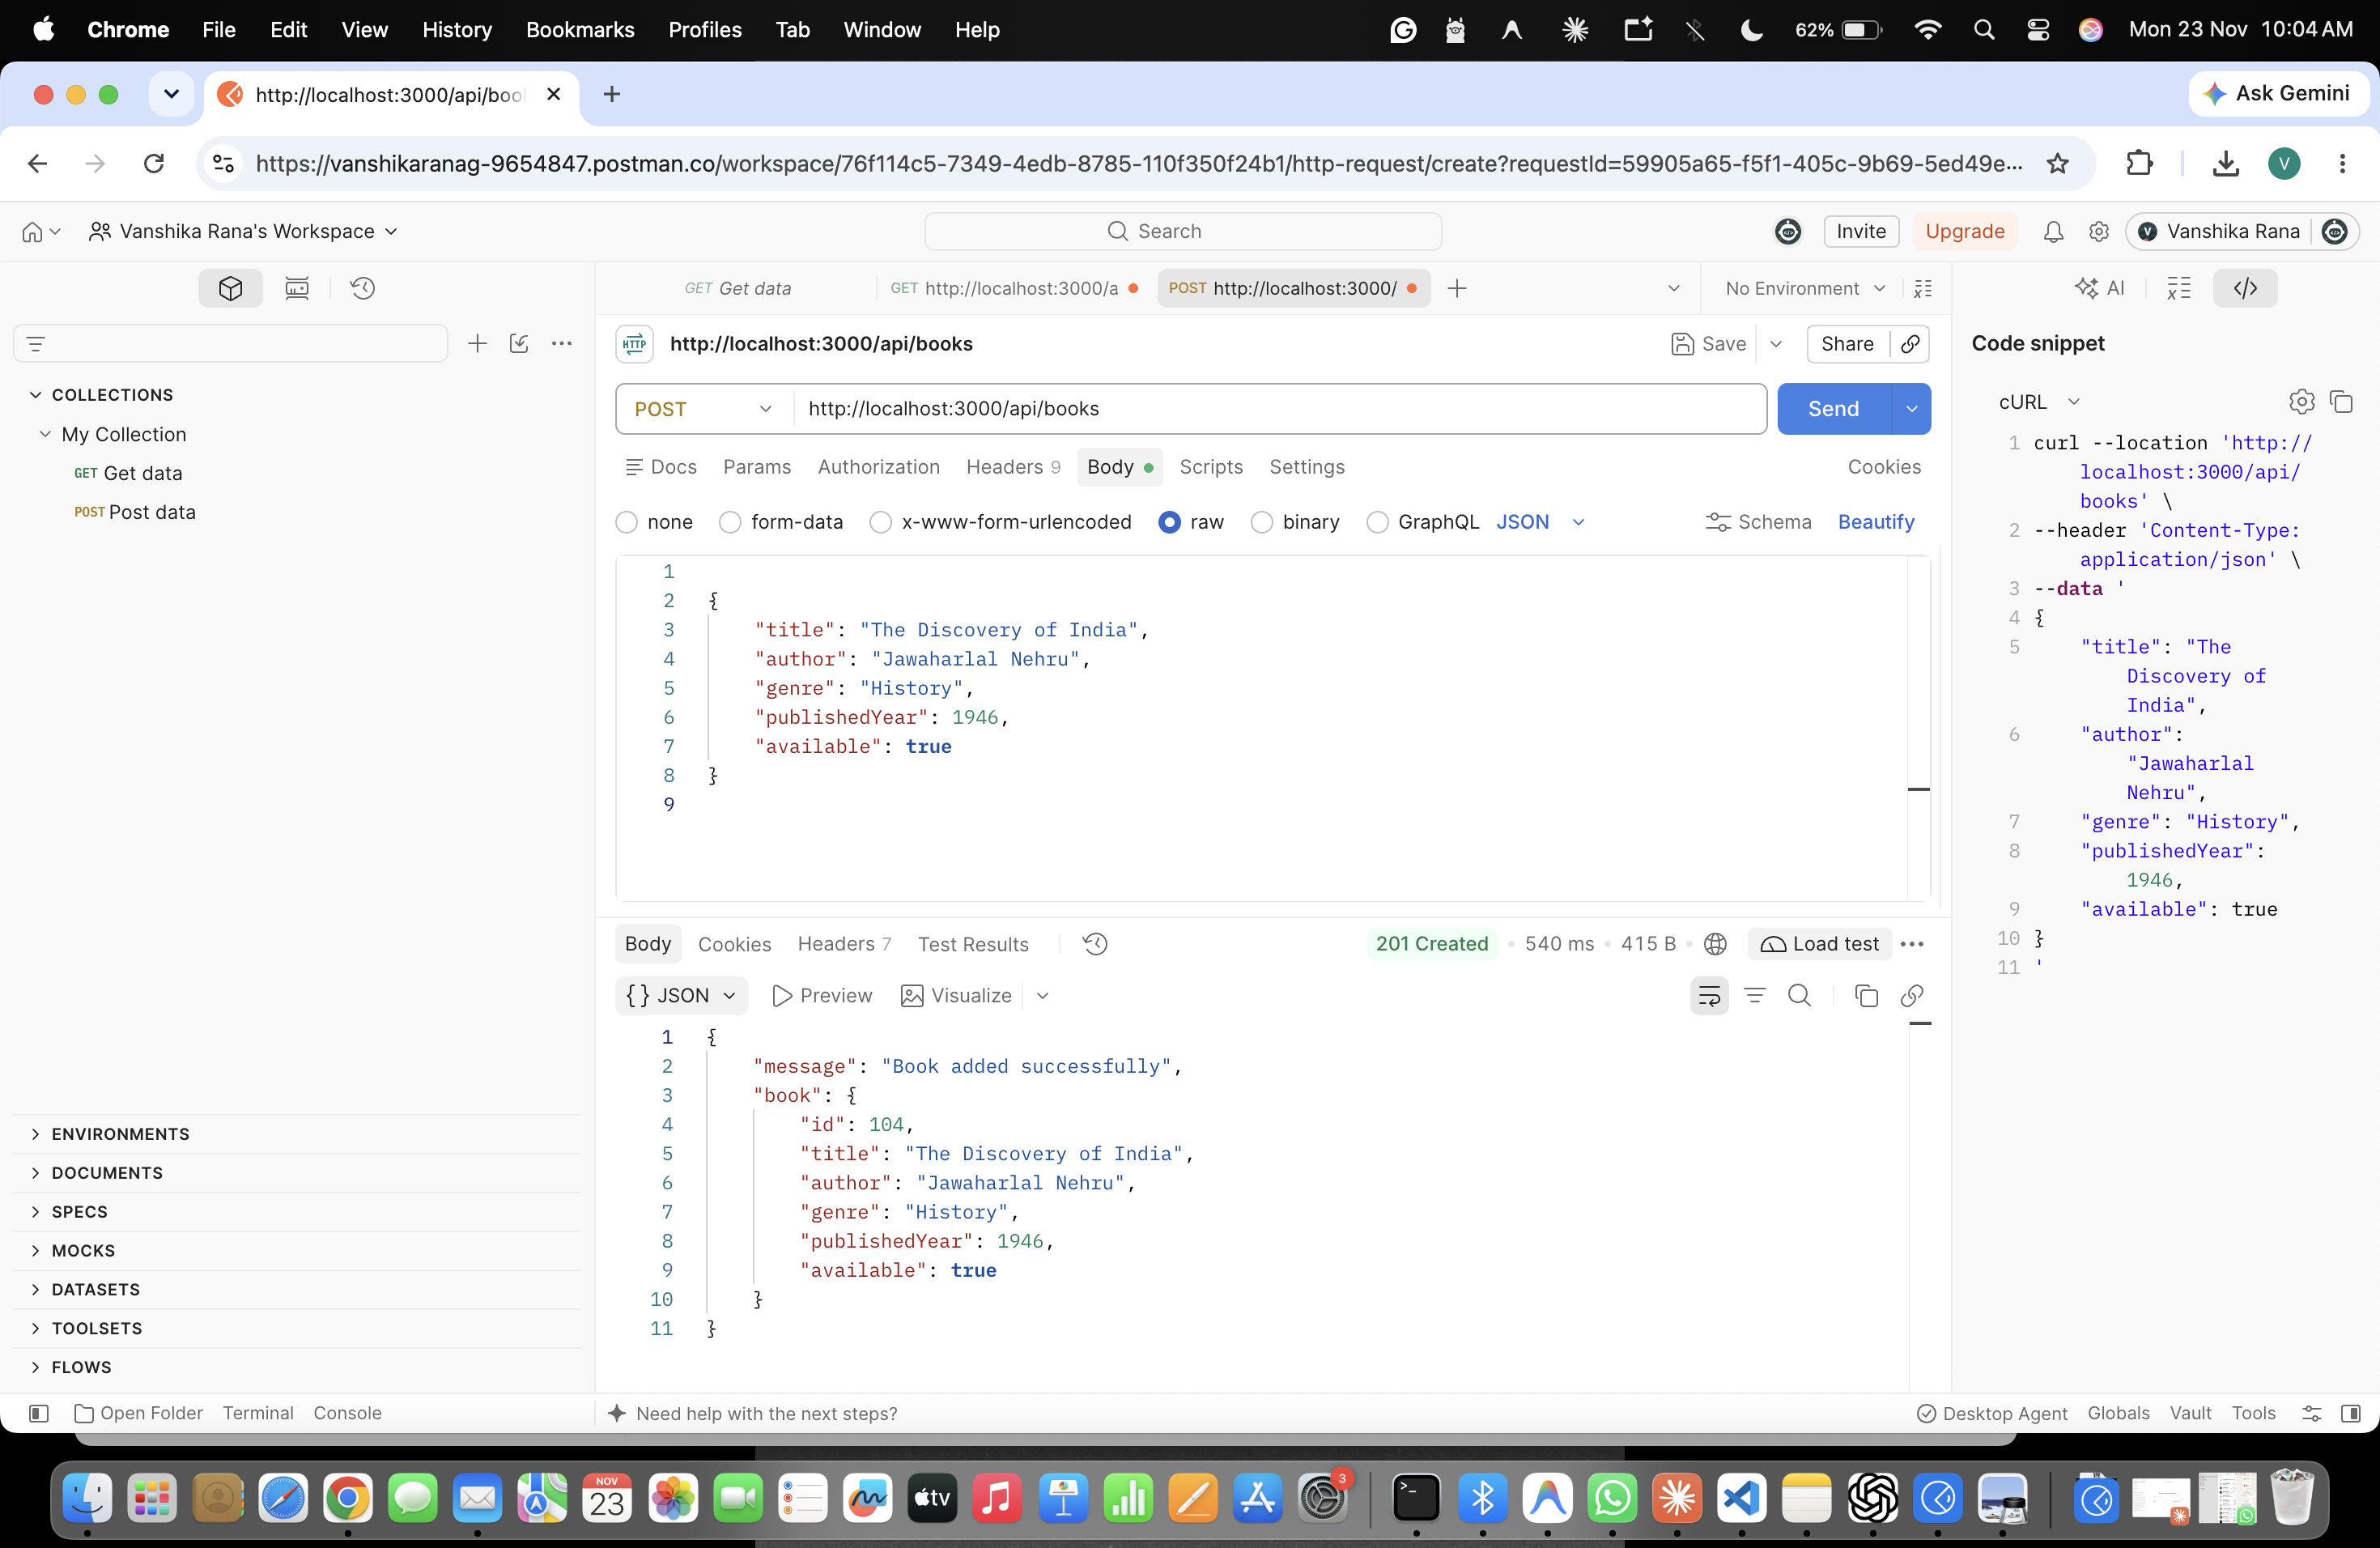 Chrome File Edit View History Bookmarks Profiles Tab Window Help 62% Mon 23 Nov 10:04 AM
http://localhost:3000/api/boo Ask Gemini
https://vanshikaranag-9654847.postman.co/workspace/76f114c5-7349-4edb-8785-110f350f24b1/http-request/create?requestId=59905a65-f5f1-405c-9b69-5ed49e... V
Vanshika Rana's Workspace Search Invite Upgrade V Vanshika Rana
GET Get data GET http://localhost:3000/a POST http://localhost:3000/ No Environment AI
COLLECTIONS
My Collection
GET Get data
POST Post data
ENVIRONMENTS
DOCUMENTS
SPECS
MOCKS
DATASETS
TOOLSETS
FLOWS
HTTP http://localhost:3000/api/books Save Share
POST http://localhost:3000/api/books Send
Docs Params Authorization Headers 9 Body Scripts Settings Cookies
none form-data x-www-form-urlencoded raw binary GraphQL JSON Schema Beautify
1
2 {
3 "title": "The Discovery of India",
4 "author": "Jawaharlal Nehru",
5 "genre": "History",
6 "publishedYear": 1946,
7 "available": true
8 }
9
Body Cookies Headers 7 Test Results 201 Created 540 ms 415 B Load test
{} JSON Preview Visualize
1 {
2 "message": "Book added successfully",
3 "book": {
4 "id": 104,
5 "title": "The Discovery of India",
6 "author": "Jawaharlal Nehru",
7 "genre": "History",
8 "publishedYear": 1946,
9 "available": true
10 }
11 }
Code snippet
cURL
1 curl --location 'http://
localhost:3000/api/
books' \
2 --header 'Content-Type:
application/json' \
3 --data '
4 {
5 "title": "The
Discovery of
India",
6 "author":
"Jawaharlal
Nehru",
7 "genre": "History",
8 "publishedYear":
1946,
9 "available": true
10 }
11 '
Open Folder Terminal Console Need help with the next steps? Desktop Agent Globals Vault Tools
NOV
23
tv
3